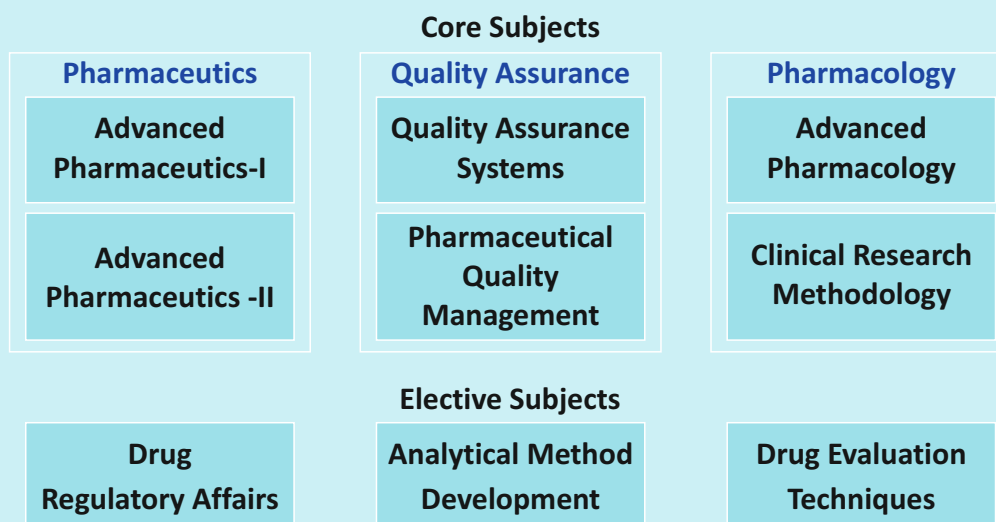 Core Subjects
Pharmaceutics
Advanced
Pharmaceutics-I
Advanced
Pharmaceutics -II
Quality Assurance
Quality Assurance
Systems
Pharmaceutical
Quality
Management
Pharmacology
Advanced
Pharmacology
Clinical Research
Methodology
Elective Subjects
Drug
Regulatory Affairs
Analytical Method
Development
Drug Evaluation
Techniques